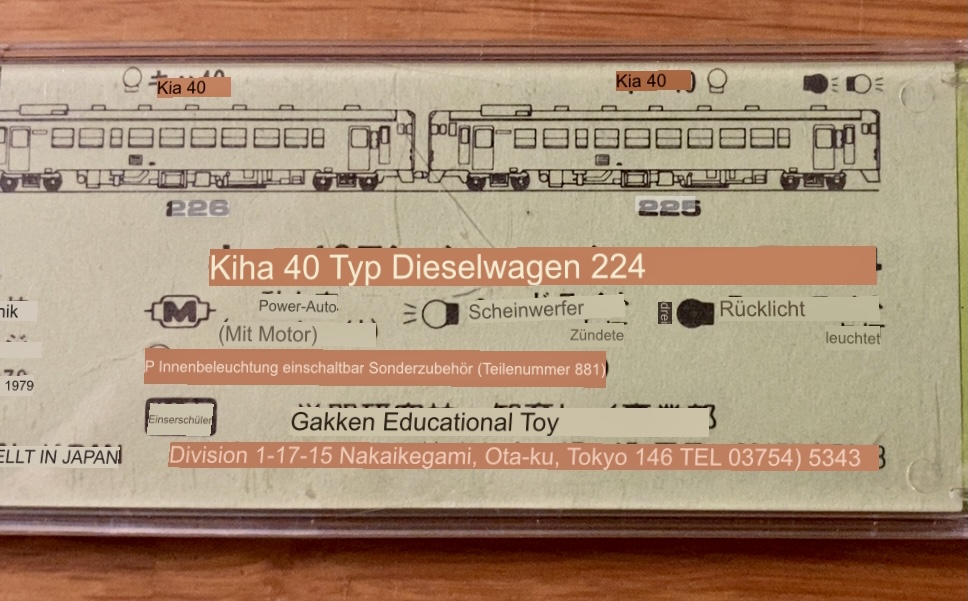 Kia 40
Kia 40
226
225
Kiha 40 Typ Dieselwagen 224
nik
M
Power-Auto
(Mit Motor)
Scheinwerfer
Zündete
drei
Rücklicht
leuchtet
P Innenbeleuchtung einschaltbar Sonderzubehör (Teilenummer 881)
1979
Einserschüler
Gakken Educational Toy
ELLT IN JAPAN
Division 1-17-15 Nakaikegami, Ota-ku, Tokyo 146 TEL 03754) 5343